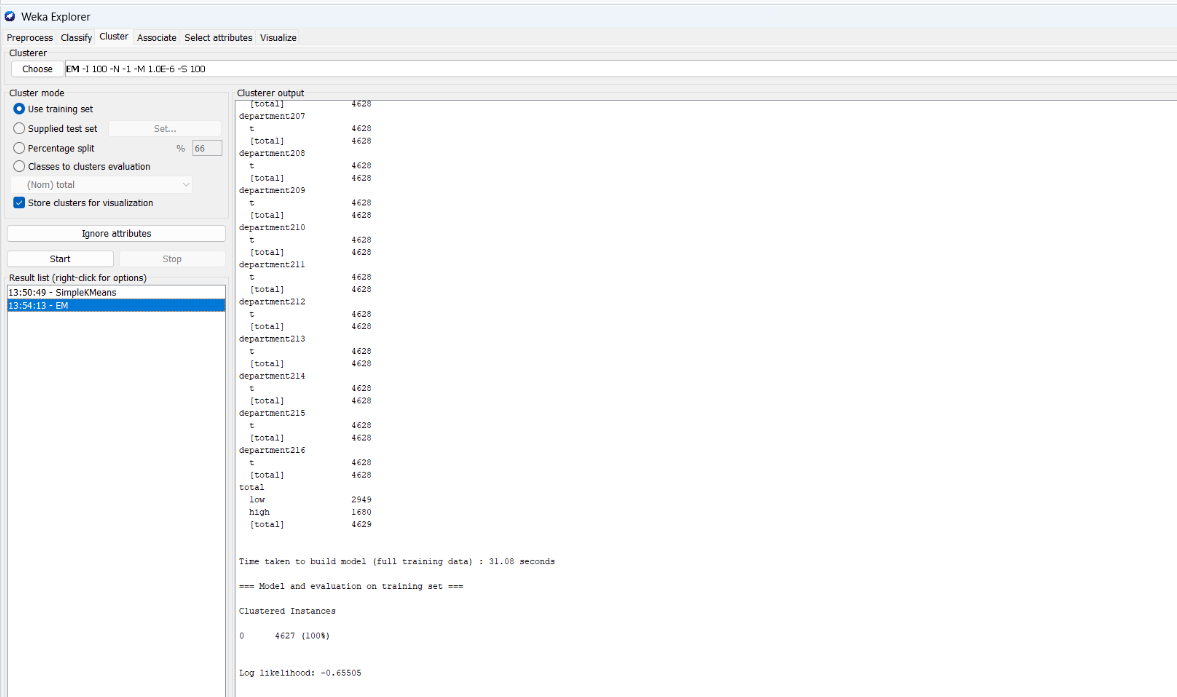 Weka Explorer
Preprocess Classify Cluster Associate Select attributes Visualize
Clusterer
Choose EM -I 100 -N -1 -M 1.0E-6 -S 100
Cluster mode
Use training set
Supplied test set Set...
Percentage split % 66
Classes to clusters evaluation
(Nom) total
Store clusters for visualization
Ignore attributes
Start Stop
Result list (right-click for options)
13:50:49 - SimpleKMeans
13:54:13 - EM
Clusterer output
[total] 4628
department207
t 4628
[total] 4628
department208
t 4628
[total] 4628
department209
t 4628
[total] 4628
department210
t 4628
[total] 4628
department211
t 4628
[total] 4628
department212
t 4628
[total] 4628
department213
t 4628
[total] 4628
department214
t 4628
[total] 4628
department215
t 4628
[total] 4628
department216
t 4628
[total] 4628
total
low 2949
high 1680
[total] 4629
Time taken to build model (full training data) : 31.08 seconds
=== Model and evaluation on training set ===
Clustered Instances
0 4627 (100%)
Log likelihood: -0.65505